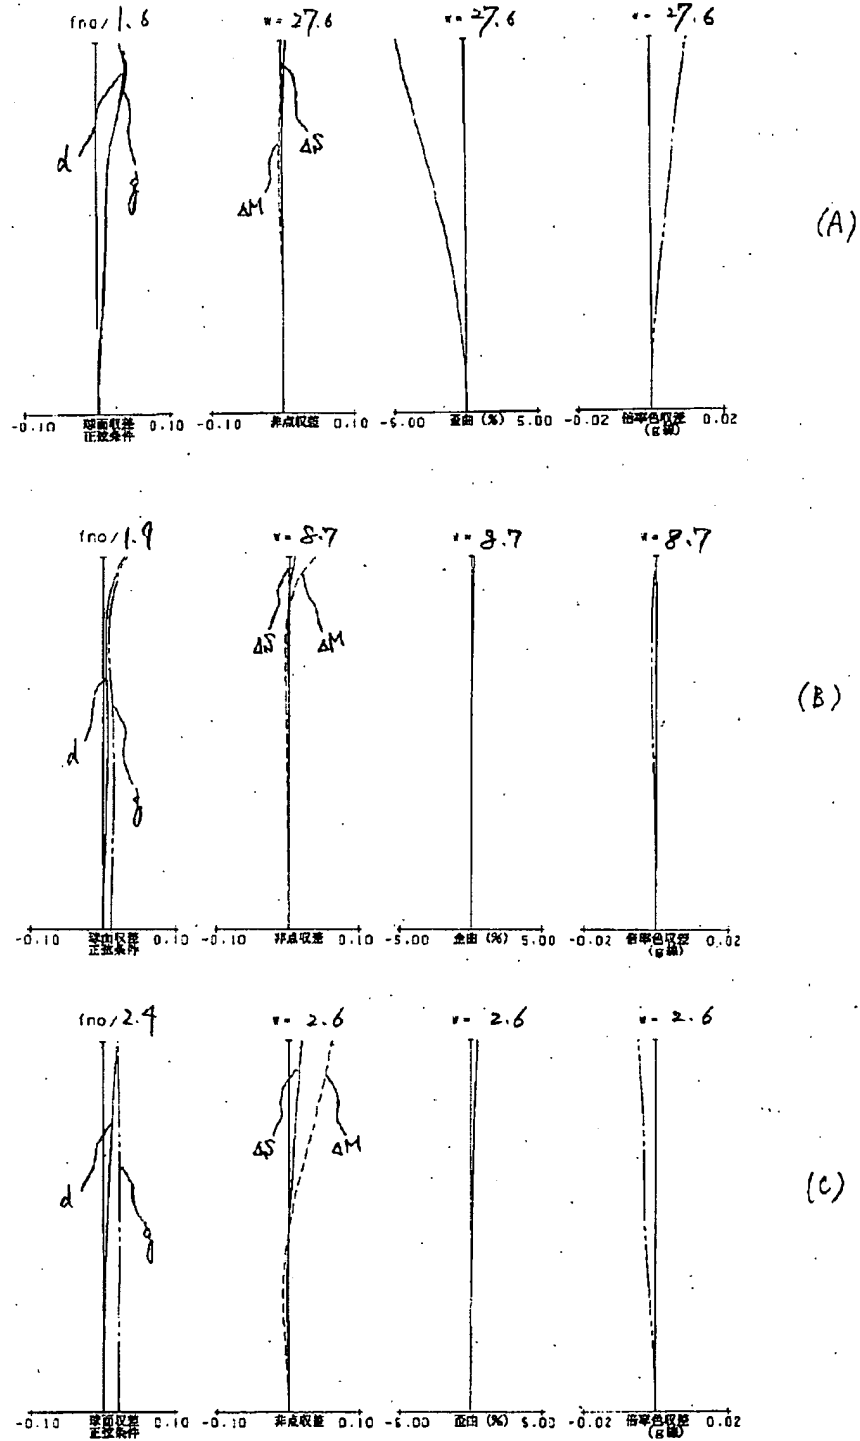 fno/1.6 w= 27.6 w= 27.6 w= 27.6
d g ΔS ΔM
(A)
-0.10 0.10 -0.10 0.10 -5.00 5.00 -0.02 0.02
球面収差 非点収差 歪曲 (%) 倍率色収差
正弦条件 (g線)
fno/1.9 w= 8.7 w= 8.7 w= 8.7
d g ΔS ΔM
(B)
-0.10 0.10 -0.10 0.10 -5.00 5.00 -0.02 0.02
球面収差 非点収差 歪曲 (%) 倍率色収差
正弦条件 (g線)
fno/2.4 w= 2.6 w= 2.6 w= 2.6
d g ΔS ΔM
(C)
-0.10 0.10 -0.10 0.10 -5.00 5.00 -0.02 0.02
球面収差 非点収差 歪曲 (%) 倍率色収差
正弦条件 (g線)